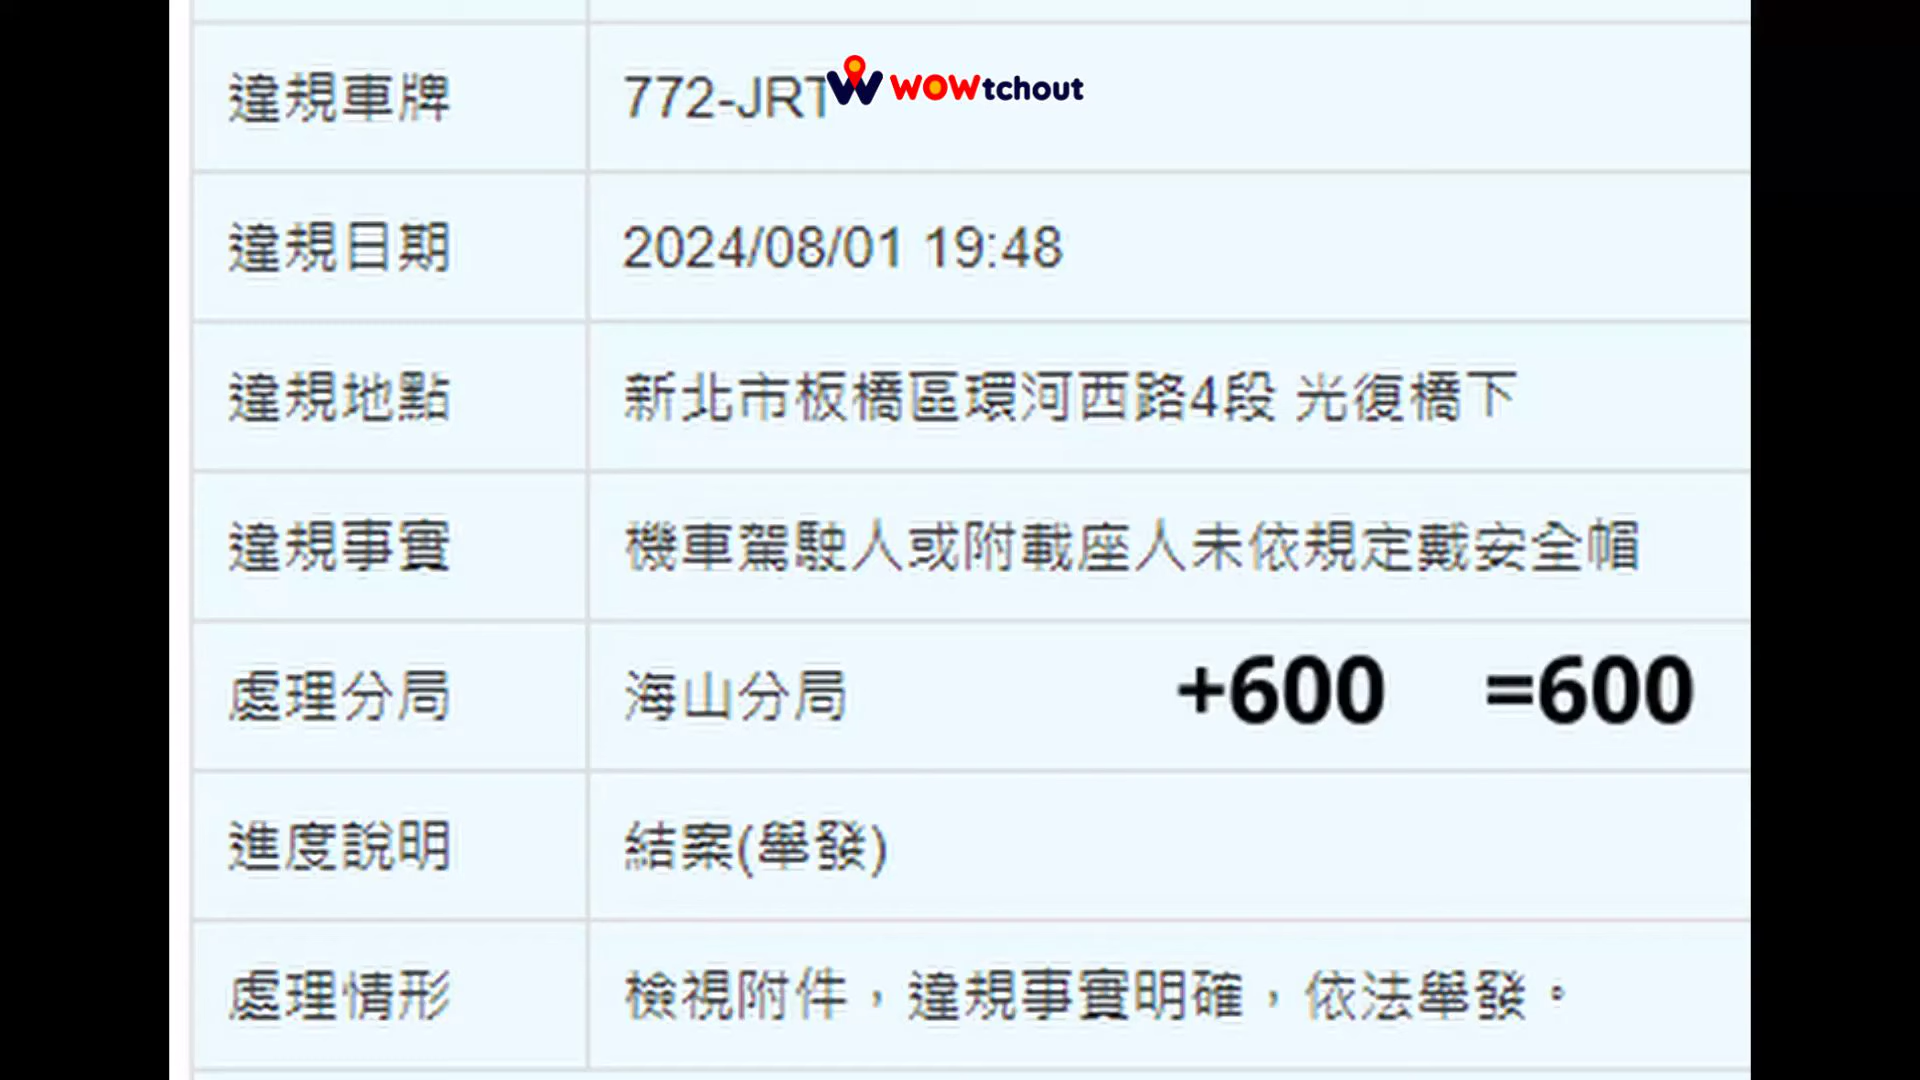 違規車牌 772-JRT WOWtchout
違規日期 2024/08/01 19:48
違規地點 新北市板橋區環河西路4段 光復橋下
違規事實 機車駕駛人或附載座人未依規定戴安全帽
處理分局 海山分局 +600 =600
進度說明 結案(舉發)
處理情形 檢視附件，違規事實明確，依法舉發。